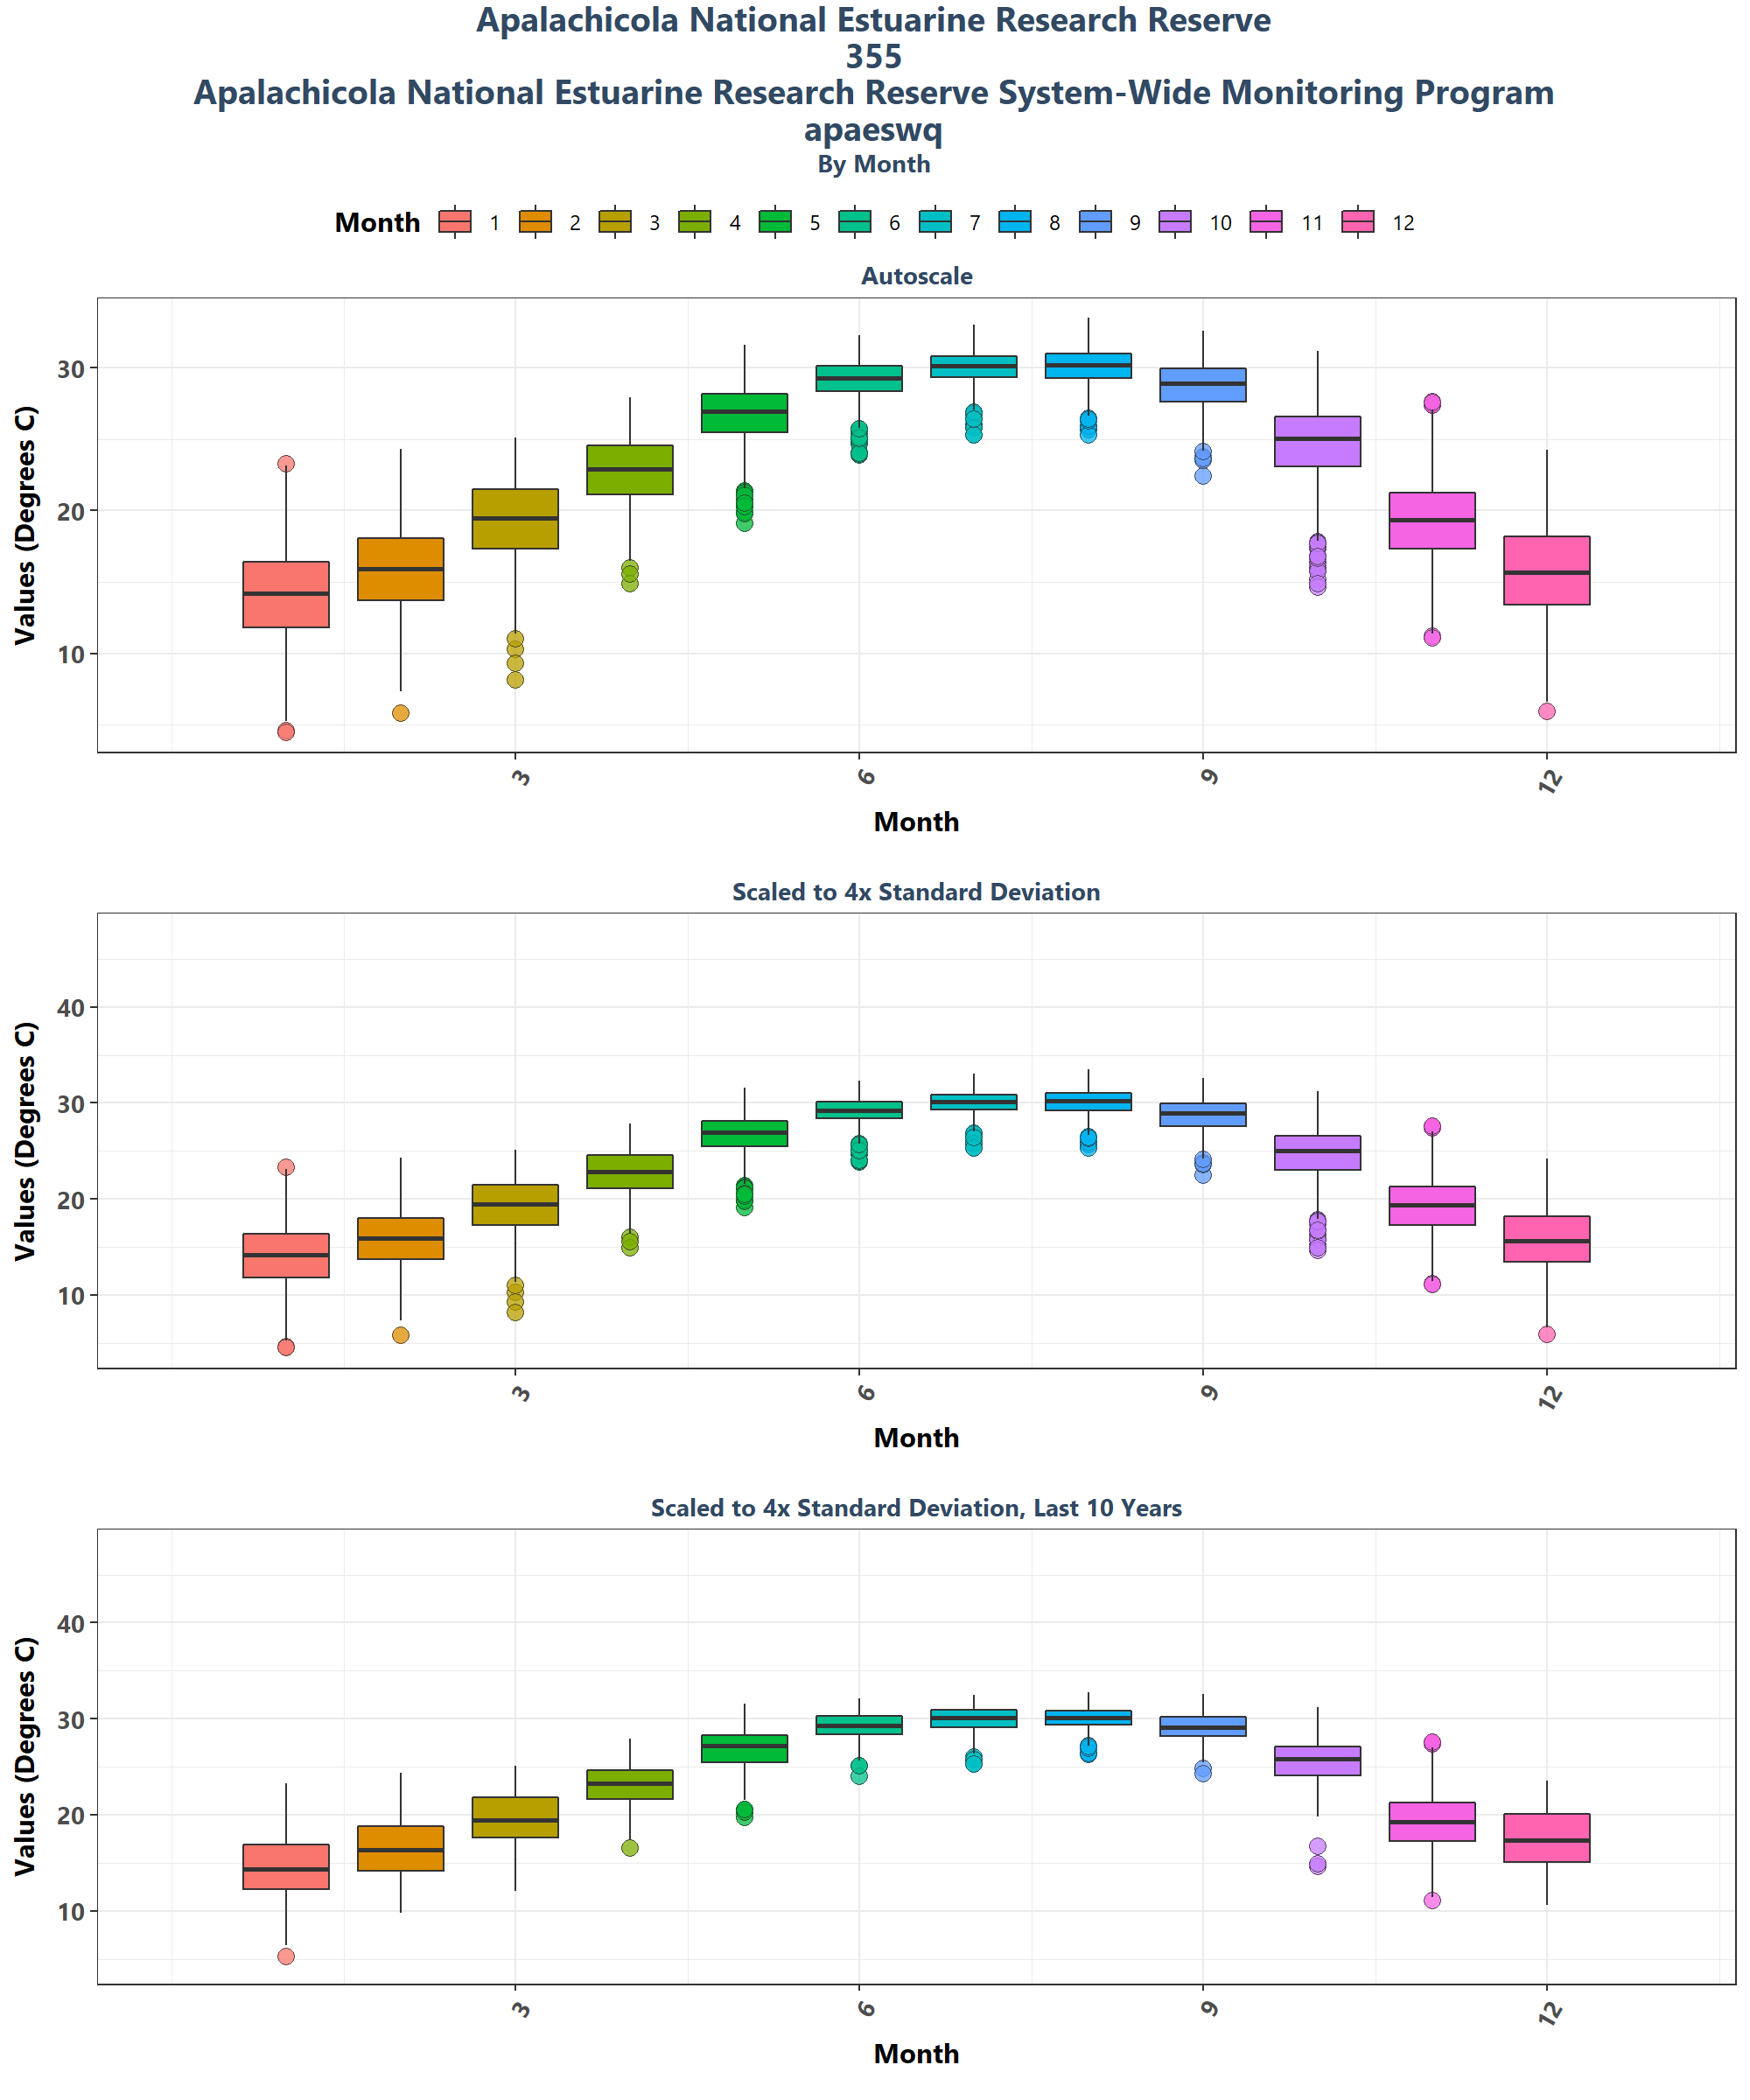 Apalachicola National Estuarine Research Reserve
355
Apalachicola National Estuarine Research Reserve System-Wide Monitoring Program
apaeswq
By Month
Month 1 2 3 4 5 6 7 8 9 10 11 12
Autoscale
Values (Degrees C)
30
20
10
3 6 9 12
Month
Scaled to 4x Standard Deviation
Values (Degrees C)
40
30
20
10
3 6 9 12
Month
Scaled to 4x Standard Deviation, Last 10 Years
Values (Degrees C)
40
30
20
10
3 6 9 12
Month